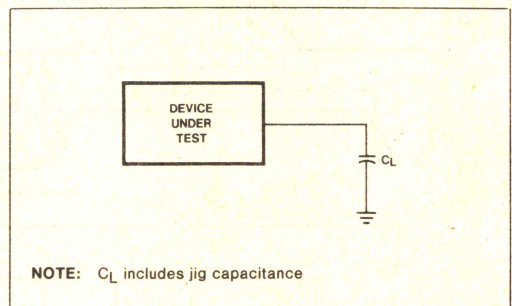 DEVICE
UNDER
TEST
CL
NOTE: CL includes jig capacitance